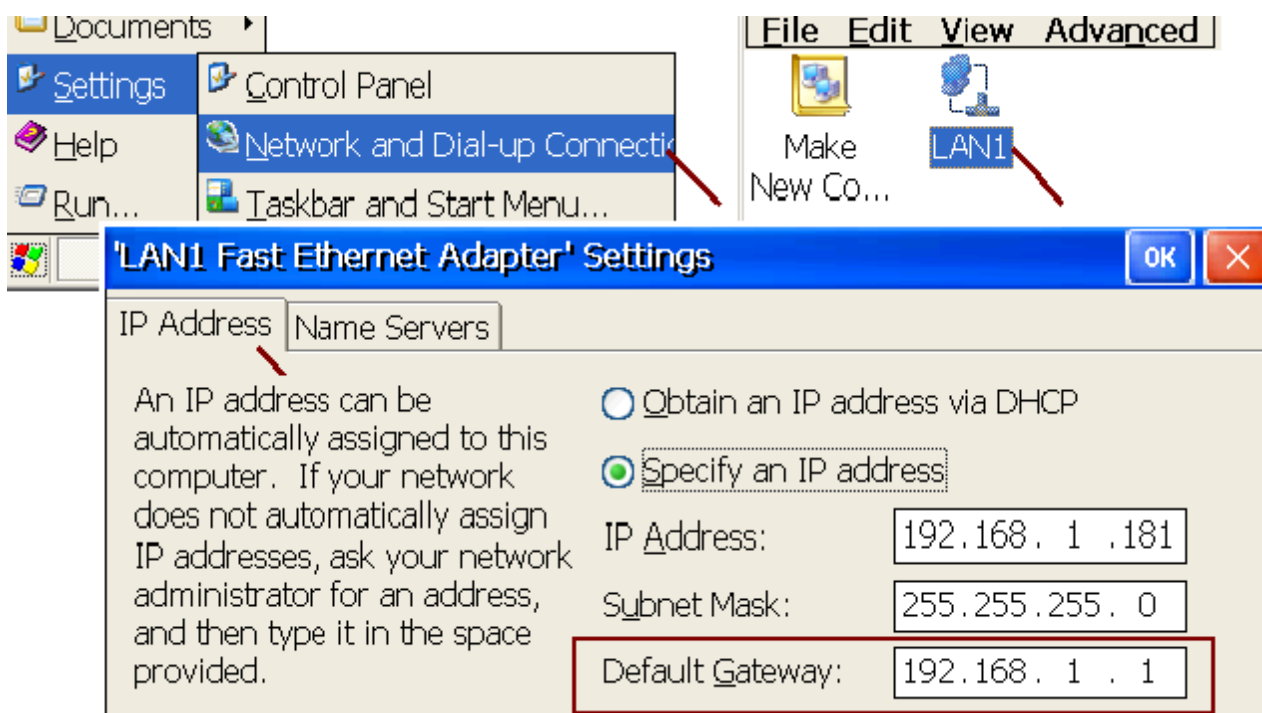 Documents
Settings
Help
Run...
Control Panel
Network and Dial-up
Taskbar and Start Menu...
File Edit View Advanced
Make
New Co...
LAN1
'LAN1 Fast Ethernet Adapter' Settings
OK
IP Address
Name Servers
An IP address can be
automatically assigned to this
computer. If your network
does not automatically assign
IP addresses, ask your network
administrator for an address,
and then type it in the space
provided.
Obtain an IP address via DHCP
Specify an IP address
IP Address: 192.168. 1 .181
Subnet Mask: 255.255.255. 0
Default Gateway: 192.168. 1 . 1